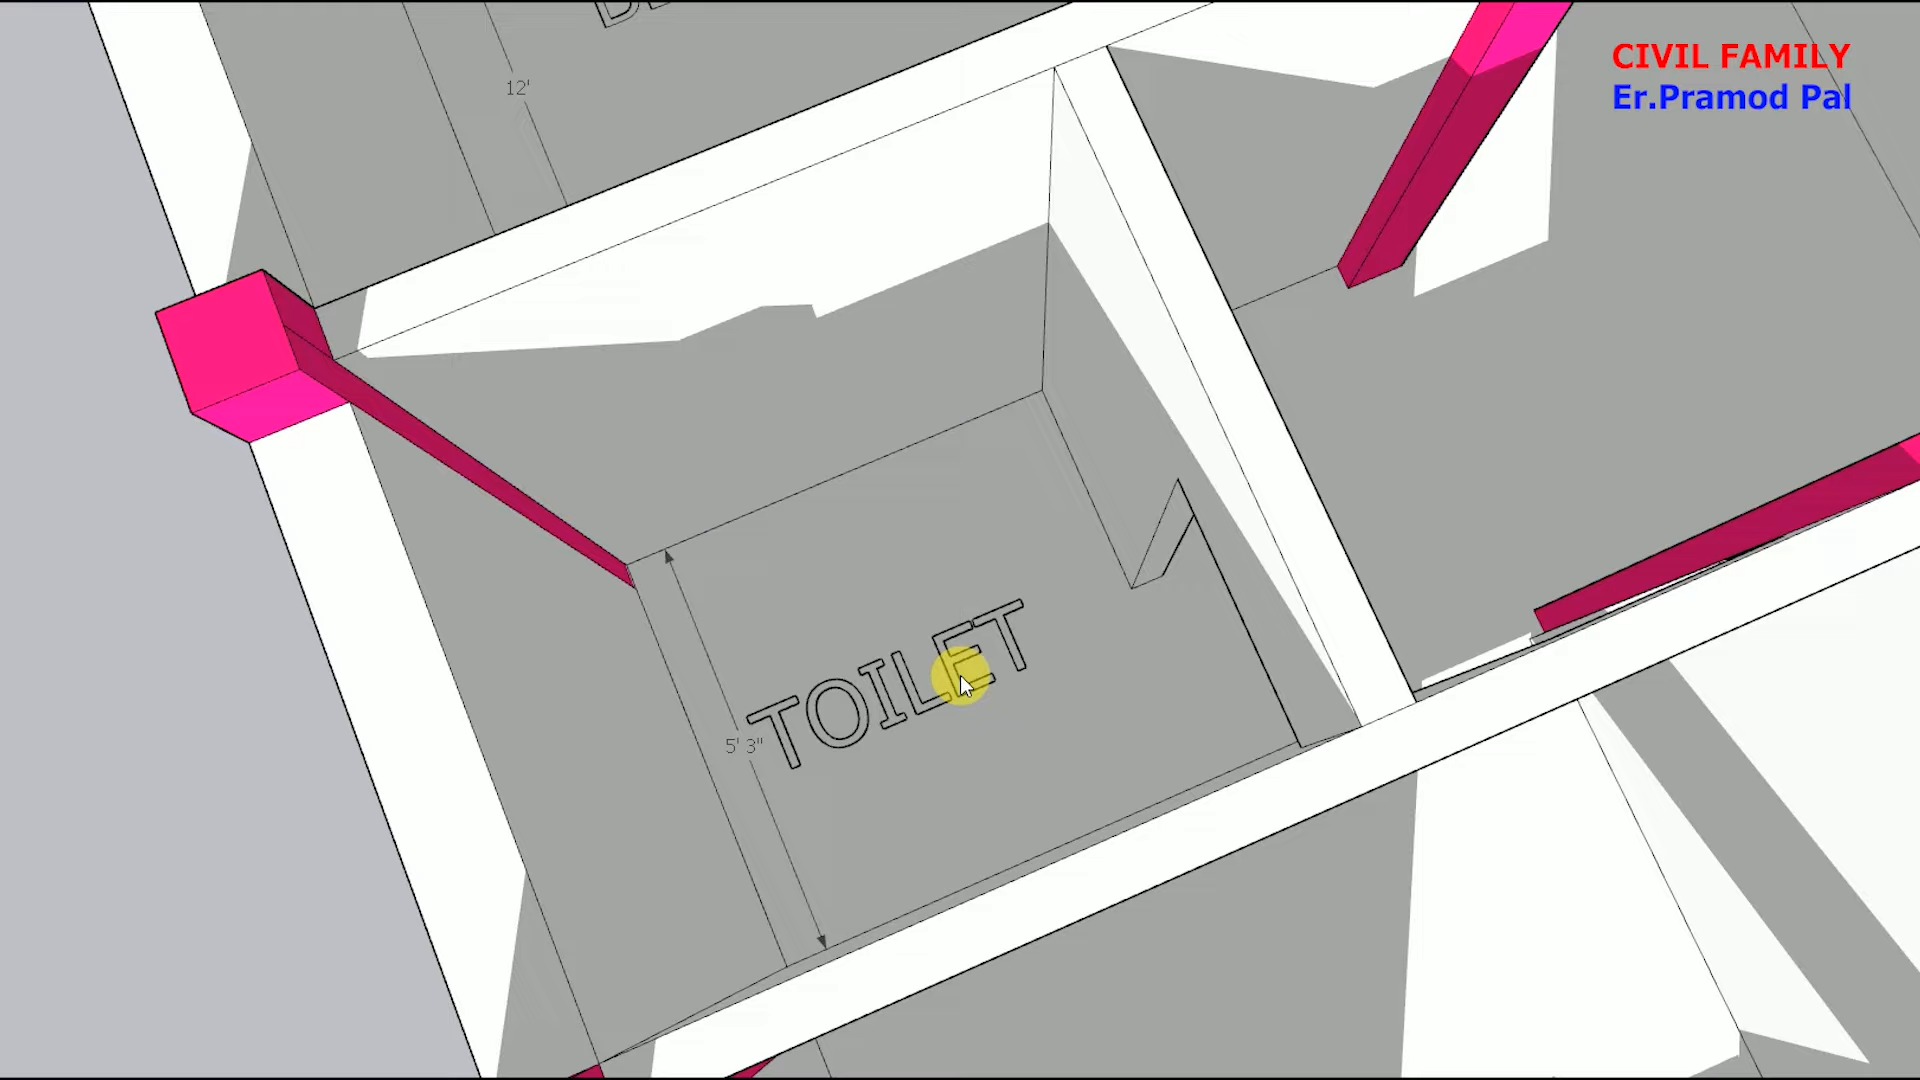 12'
CIVIL FAMILY
Er.Pramod Pal
TOILET
5' 3"